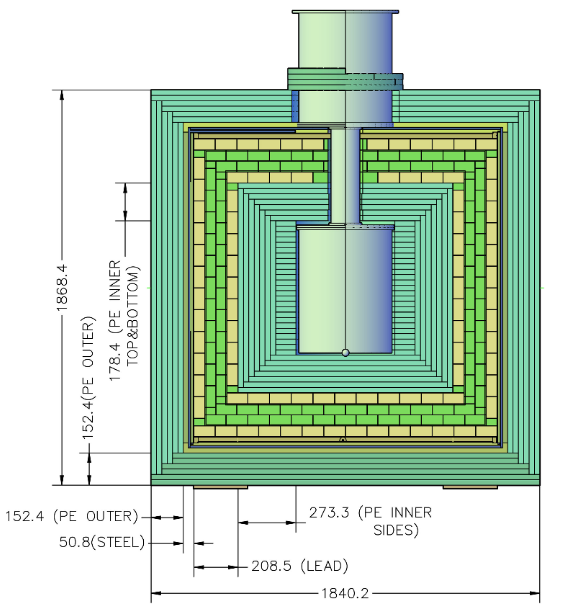 1868.4
178.4 (PE INNER
TOP&BOTTOM)
152.4(PE OUTER)
152.4 (PE OUTER)
273.3 (PE INNER
SIDES)
50.8(STEEL)
208.5 (LEAD)
1840.2